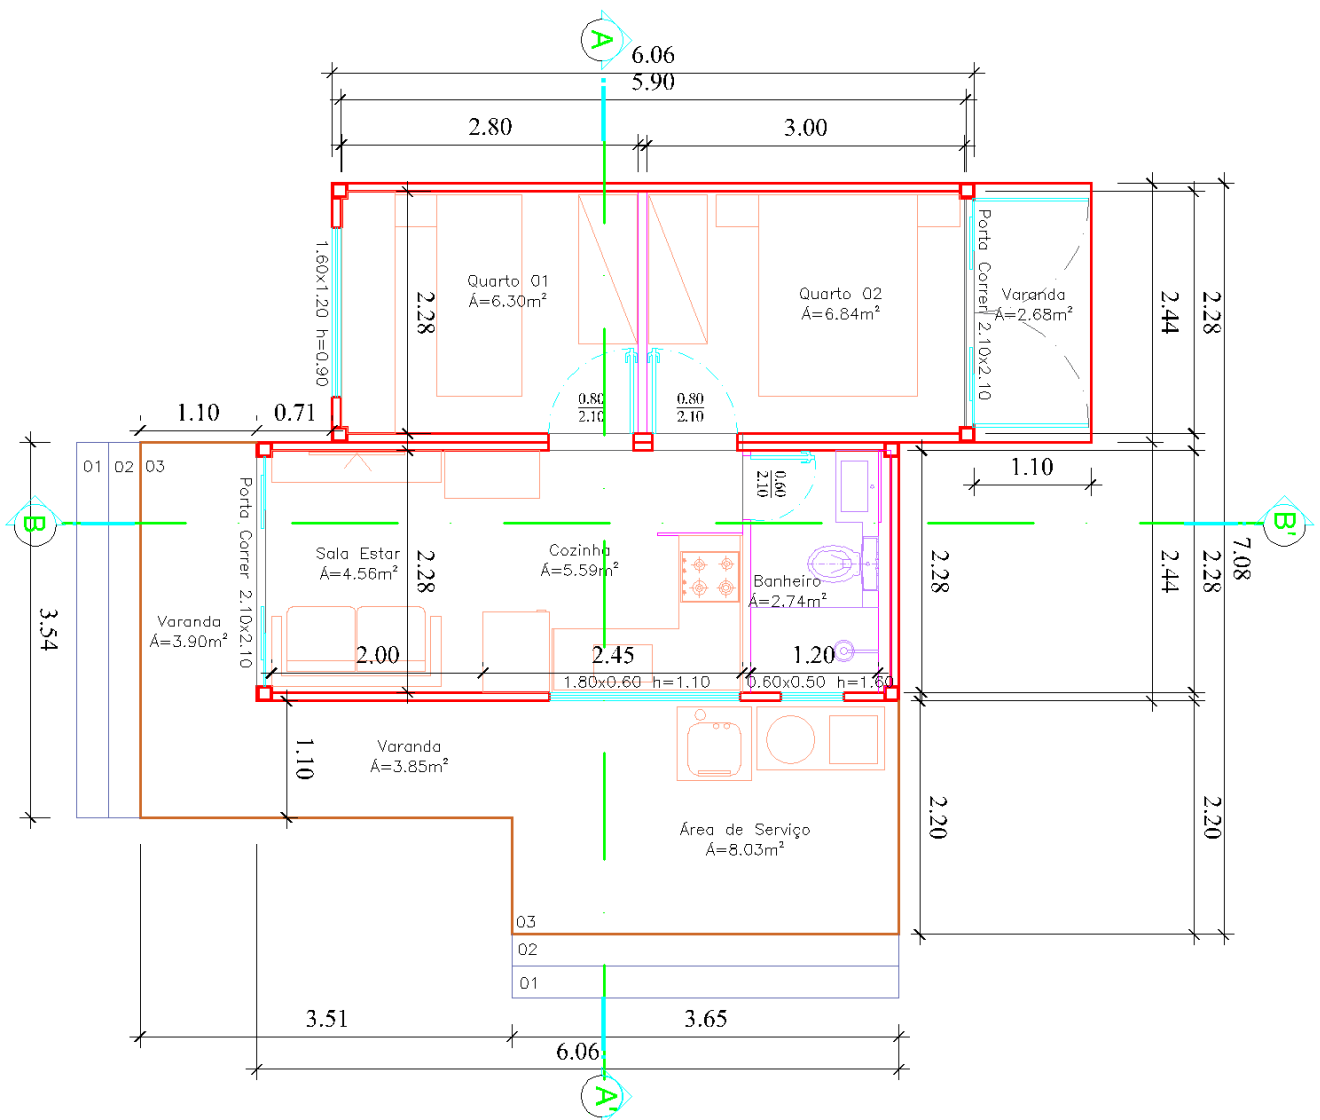 A
6.06
5.90
2.80
3.00
Quarto 01
Á=6.30m²
Quarto 02
Á=6.84m²
Varanda
Á=2.68m²
Porta Correr 2.10x2.10
1.60x1.20 h=0.90
2.28
2.44
2.28
0.80
2.10
0.80
2.10
1.10
0.71
1.10
01
02
03
0.60
2.10
B
B'
Porta Correr 2.10x2.10
Sala Estar
Á=4.56m²
Cozinha
Á=5.59m²
Banheiro
Á=2.74m²
2.28
2.28
2.44
2.28
7.08
3.54
Varanda
Á=3.90m²
2.00
2.45
1.20
1.80x0.60 h=1.10
0.60x0.50 h=1.60
Varanda
Á=3.85m²
1.10
Área de Serviço
Á=8.03m²
2.20
2.20
03
02
01
3.51
3.65
6.06
A'